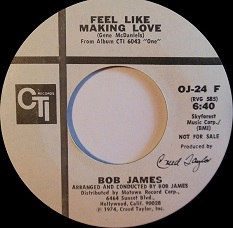 FEEL LIKE
MAKING LOVE
(Gene McDaniels)
From Album CTI 6043 "One"
OJ-24 F
(RVG 585)
6:40
Skyforest
Music Corp./
(BMI)
NOT FOR SALE
Produced by
Creed Taylor
CTI
RECORDS
BOB JAMES
ARRANGED AND CONDUCTED BY BOB JAMES
Distributed by Motown Record Corp.,
6464 Sunset Blvd.,
Hollywood, Calif. 90028
℗ 1974, Creed Taylor, Inc.